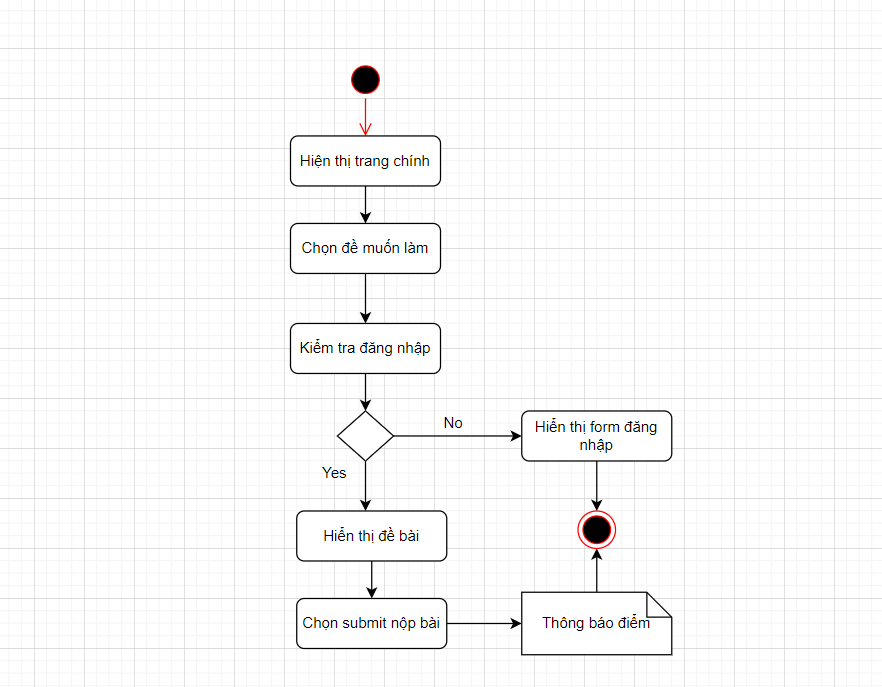 Hiện thị trang chính
Chọn đề muốn làm
Kiểm tra đăng nhập
No
Hiển thị form đăng
nhập
Yes
Hiển thị đề bài
Chọn submit nộp bài
Thông báo điểm